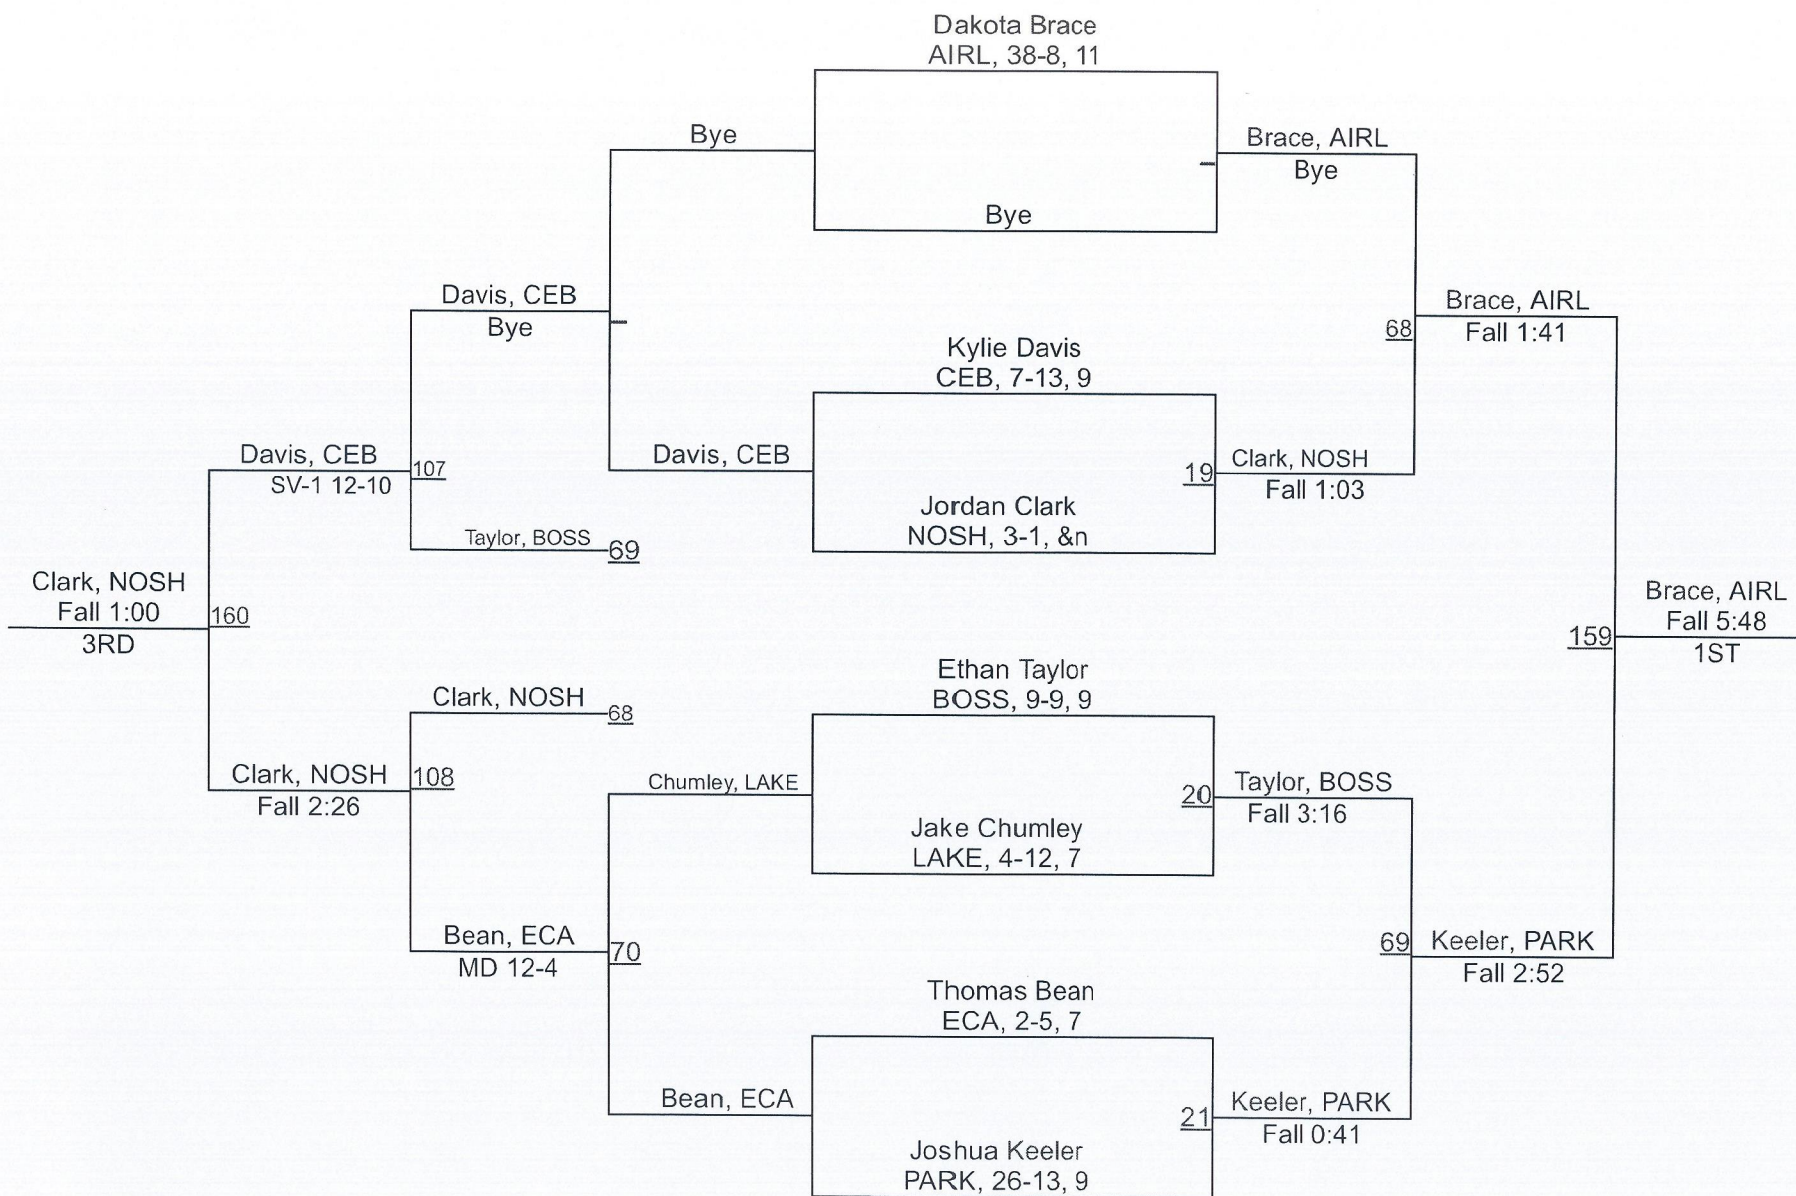 Dakota Brace
AIRL, 38-8, 11
Bye
Brace, AIRL
Bye
Bye
Davis, CEB
Bye
Brace, AIRL
68
Fall 1:41
Kylie Davis
CEB, 7-13, 9
Davis, CEB
107
SV-1 12-10
Davis, CEB
19
Clark, NOSH
Fall 1:03
Jordan Clark
NOSH, 3-1, &n
Taylor, BOSS
69
Clark, NOSH
Fall 1:00
160
3RD
Brace, AIRL
Fall 5:48
159
1ST
Ethan Taylor
BOSS, 9-9, 9
Clark, NOSH
68
Clark, NOSH
108
Fall 2:26
Chumley, LAKE
20
Taylor, BOSS
Fall 3:16
Jake Chumley
LAKE, 4-12, 7
Bean, ECA
70
MD 12-4
69
Keeler, PARK
Fall 2:52
Thomas Bean
ECA, 2-5, 7
Bean, ECA
21
Keeler, PARK
Fall 0:41
Joshua Keeler
PARK, 26-13, 9